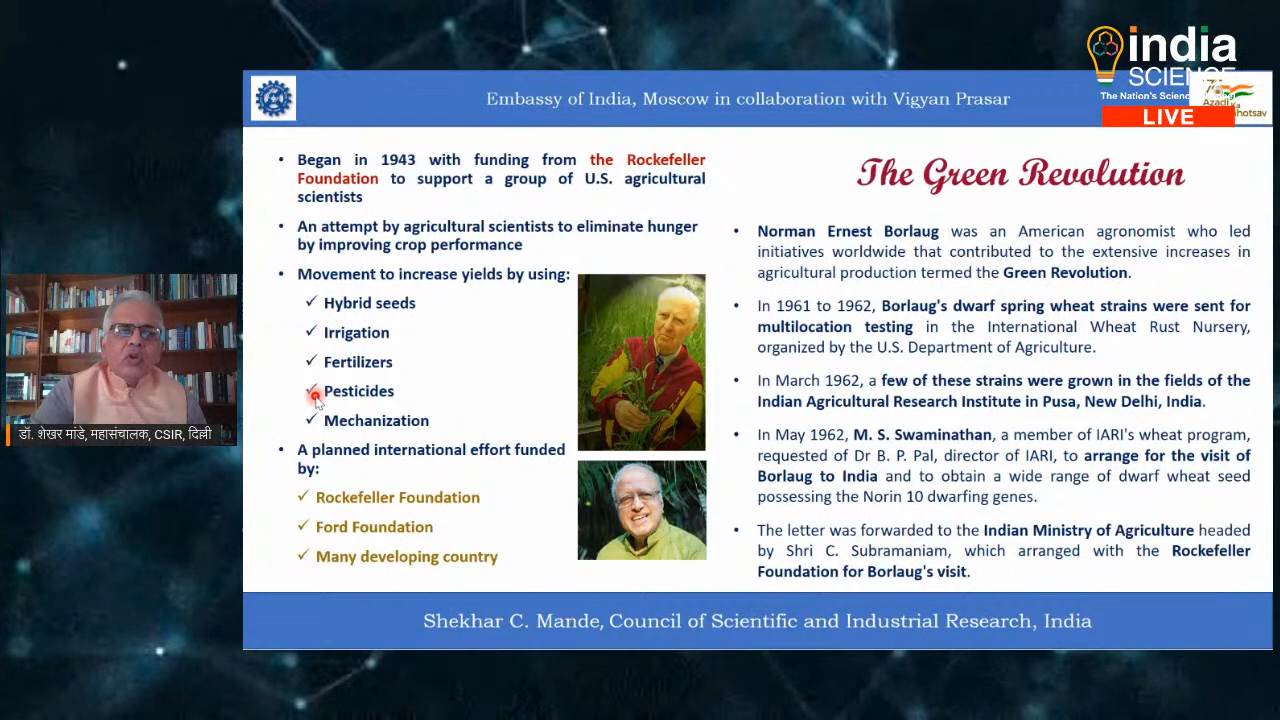 india
SCIENCE
The Nation's Science
LIVE
Azadi
Ka
hotsav
Embassy of India, Moscow in collaboration with Vigyan Prasar
• Began in 1943 with funding from the Rockefeller
Foundation to support a group of U.S. agricultural
scientists
• An attempt by agricultural scientists to eliminate hunger
by improving crop performance
• Movement to increase yields by using:
✓ Hybrid seeds
✓ Irrigation
✓ Fertilizers
✓ Pesticides
✓ Mechanization
• A planned international effort funded
by:
✓ Rockefeller Foundation
✓ Ford Foundation
✓ Many developing country
The Green Revolution
• Norman Ernest Borlaug was an American agronomist who led
initiatives worldwide that contributed to the extensive increases in
agricultural production termed the Green Revolution.
• In 1961 to 1962, Borlaug's dwarf spring wheat strains were sent for
multilocation testing in the International Wheat Rust Nursery,
organized by the U.S. Department of Agriculture.
• In March 1962, a few of these strains were grown in the fields of the
Indian Agricultural Research Institute in Pusa, New Delhi, India.
• In May 1962, M. S. Swaminathan, a member of IARI's wheat program,
requested of Dr B. P. Pal, director of IARI, to arrange for the visit of
Borlaug to India and to obtain a wide range of dwarf wheat seed
possessing the Norin 10 dwarfing genes.
• The letter was forwarded to the Indian Ministry of Agriculture headed
by Shri C. Subramaniam, which arranged with the Rockefeller
Foundation for Borlaug's visit.
डॉ. शेखर मांडे, महासंचालक, CSIR, दिल्ली
Shekhar C. Mande, Council of Scientific and Industrial Research, India